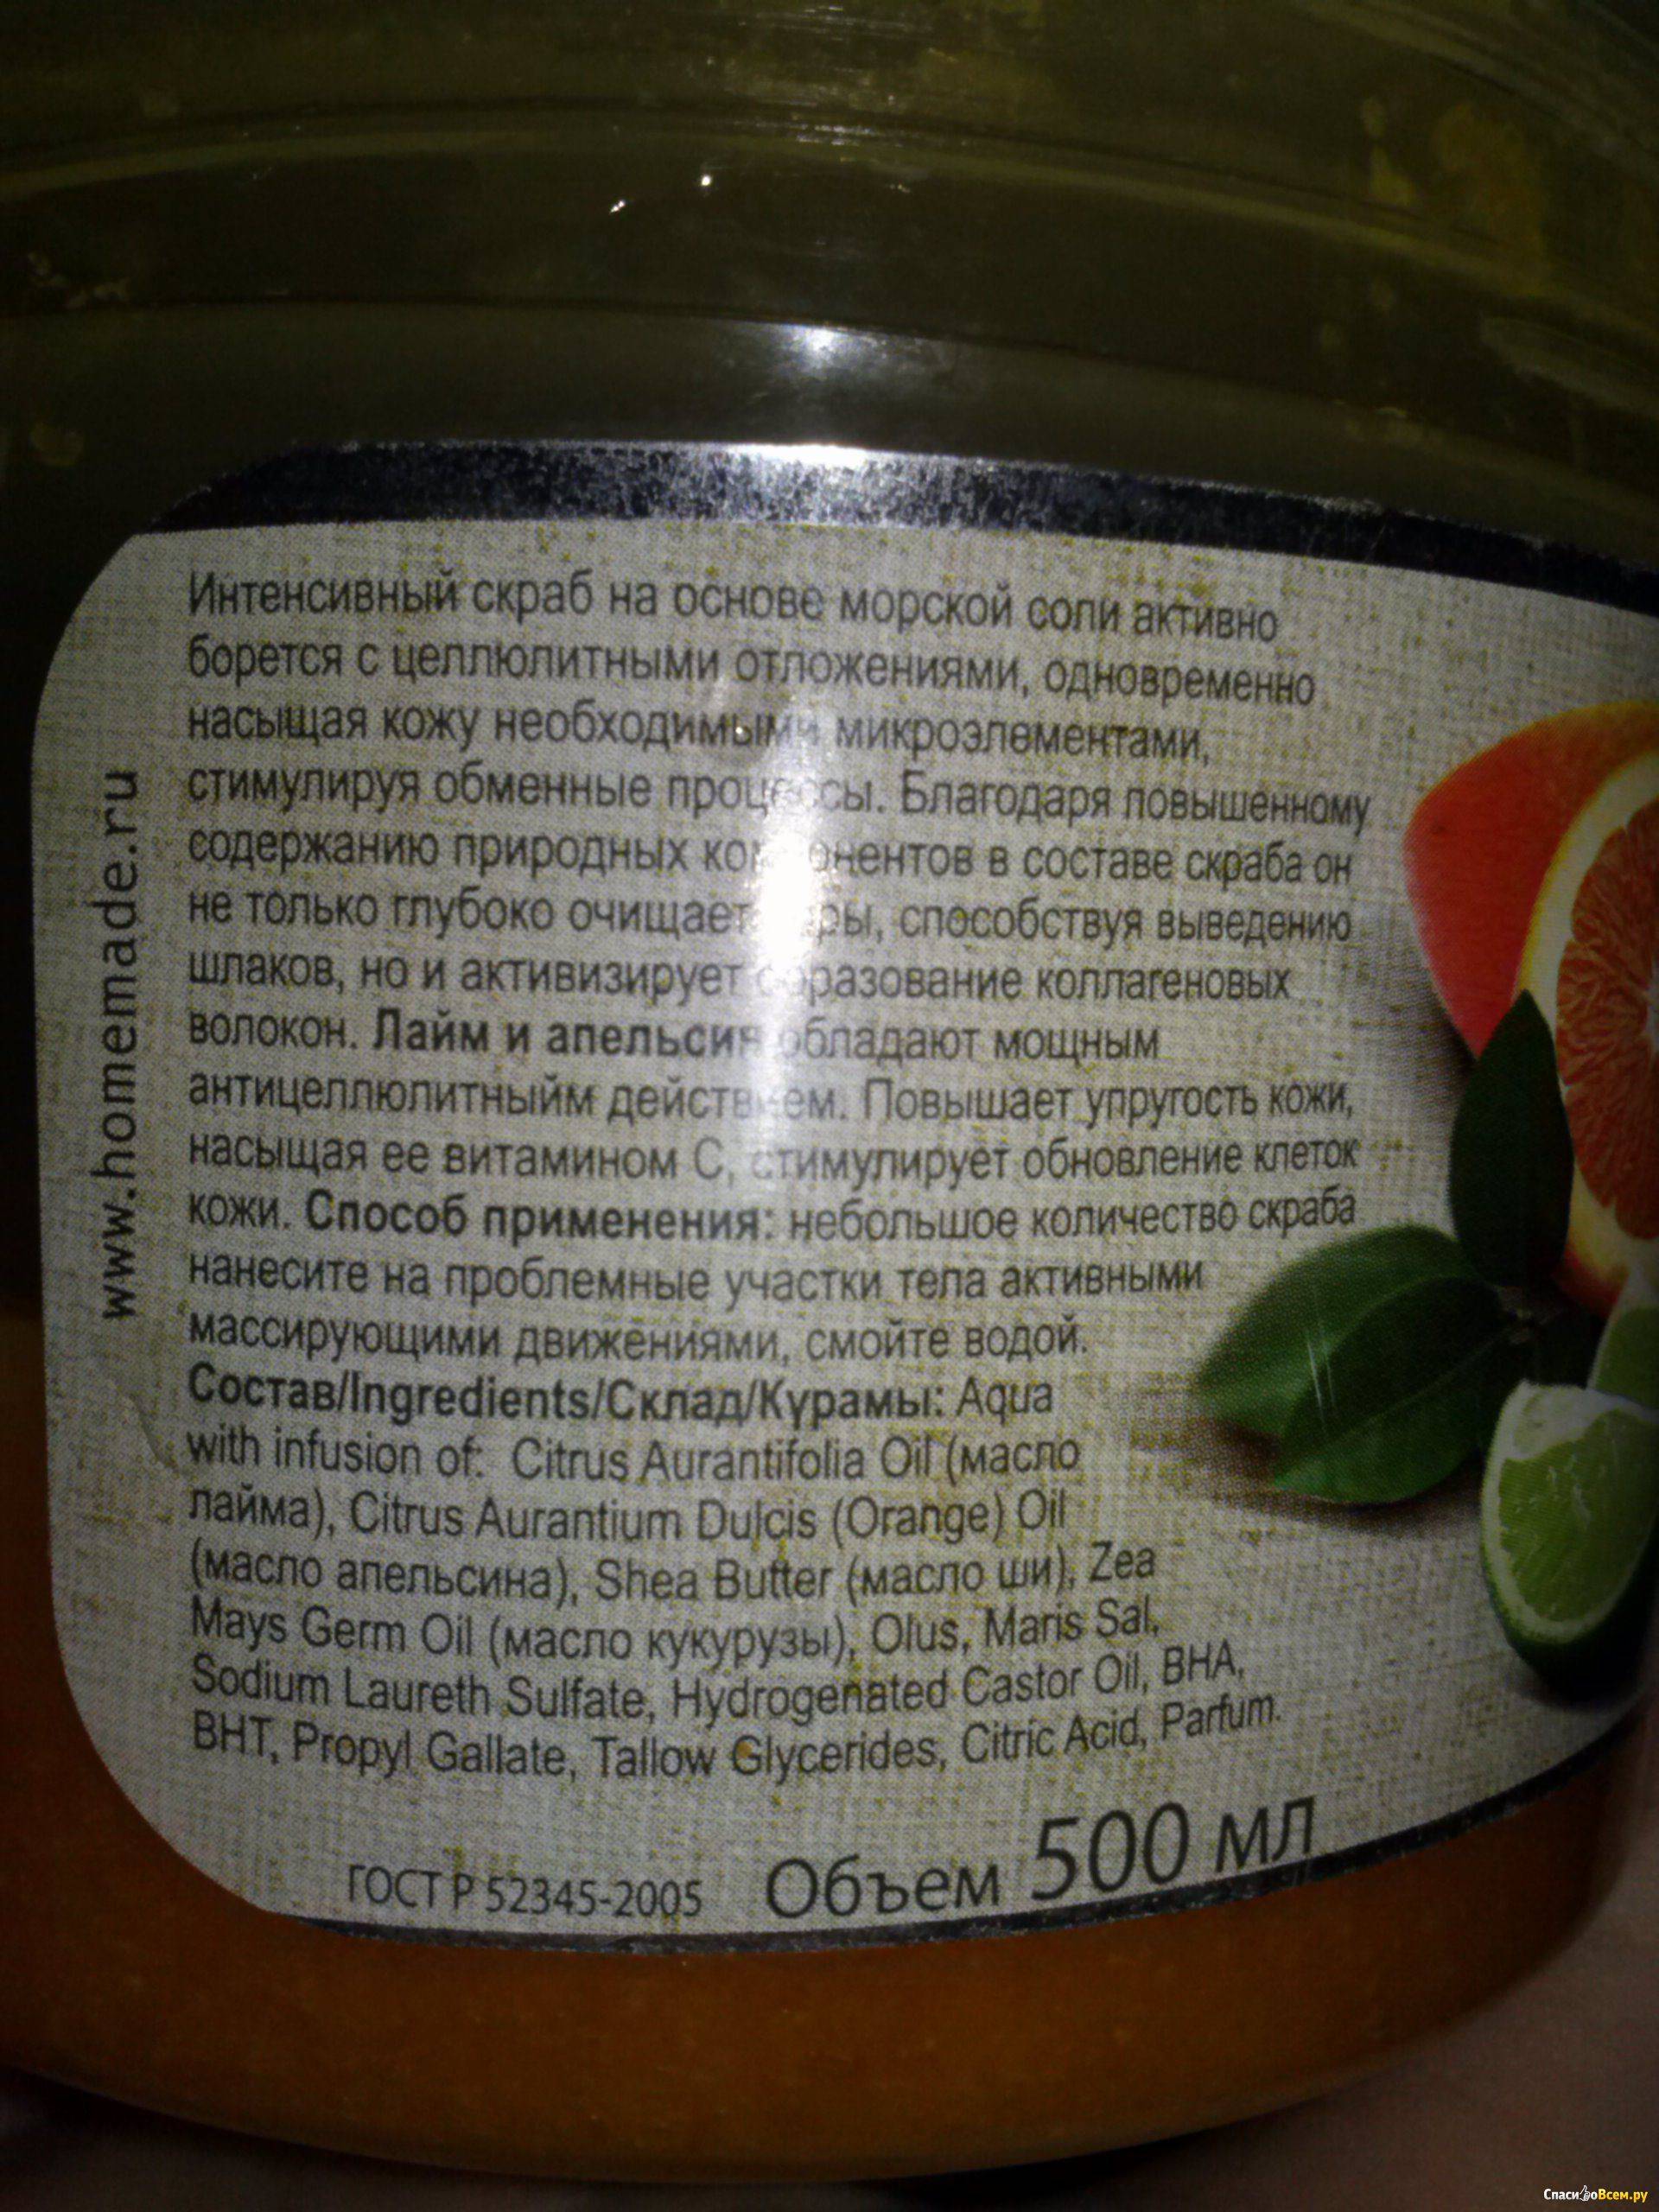 Интенсивный скраб на основе морской соли активно
борется с целлюлитными отложениями, одновременно
насыщая кожу необходимыми микроэлементами,
стимулируя обменные процессы. Благодаря повышенному
содержанию природных компонентов в составе скраба он
не только глубоко очищает поры, способствуя выведению
шлаков, но и активизирует образование коллагеновых
волокон. Лайм и апельсин обладают мощным
антицеллюлитныйм действием. Повышает упругость кожи,
насыщая ее витамином С, стимулирует обновление клеток
кожи. Способ применения: небольшое количество скраба
нанесите на проблемные участки тела активными
массирующими движениями, смойте водой.
Состав/Ingredients/Склад/Құрамы: Aqua
with infusion of: Citrus Aurantifolia Oil (масло
лайма), Citrus Aurantium Dulcis (Orange) Oil
(масло апельсина), Shea Butter (масло ши), Zea
Mays Germ Oil (масло кукурузы), Olus, Maris Sal,
Sodium Laureth Sulfate, Hydrogenated Castor Oil, BHA,
BHT, Propyl Gallate, Tallow Glycerides, Citric Acid, Parfum.
ГОСТ Р 52345-2005 Объем 500 мл
www.homemade.ru
СпасибоВсем.ру